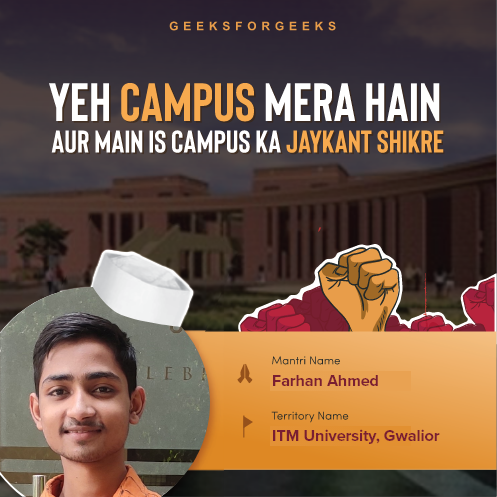 GEEKSFORGEEKS
YEH CAMPUS MERA HAIN
AUR MAIN IS CAMPUS KA JAYKANT SHIKRE
LEB
Mantri Name
Farhan Ahmed
Territory Name
ITM University, Gwalior